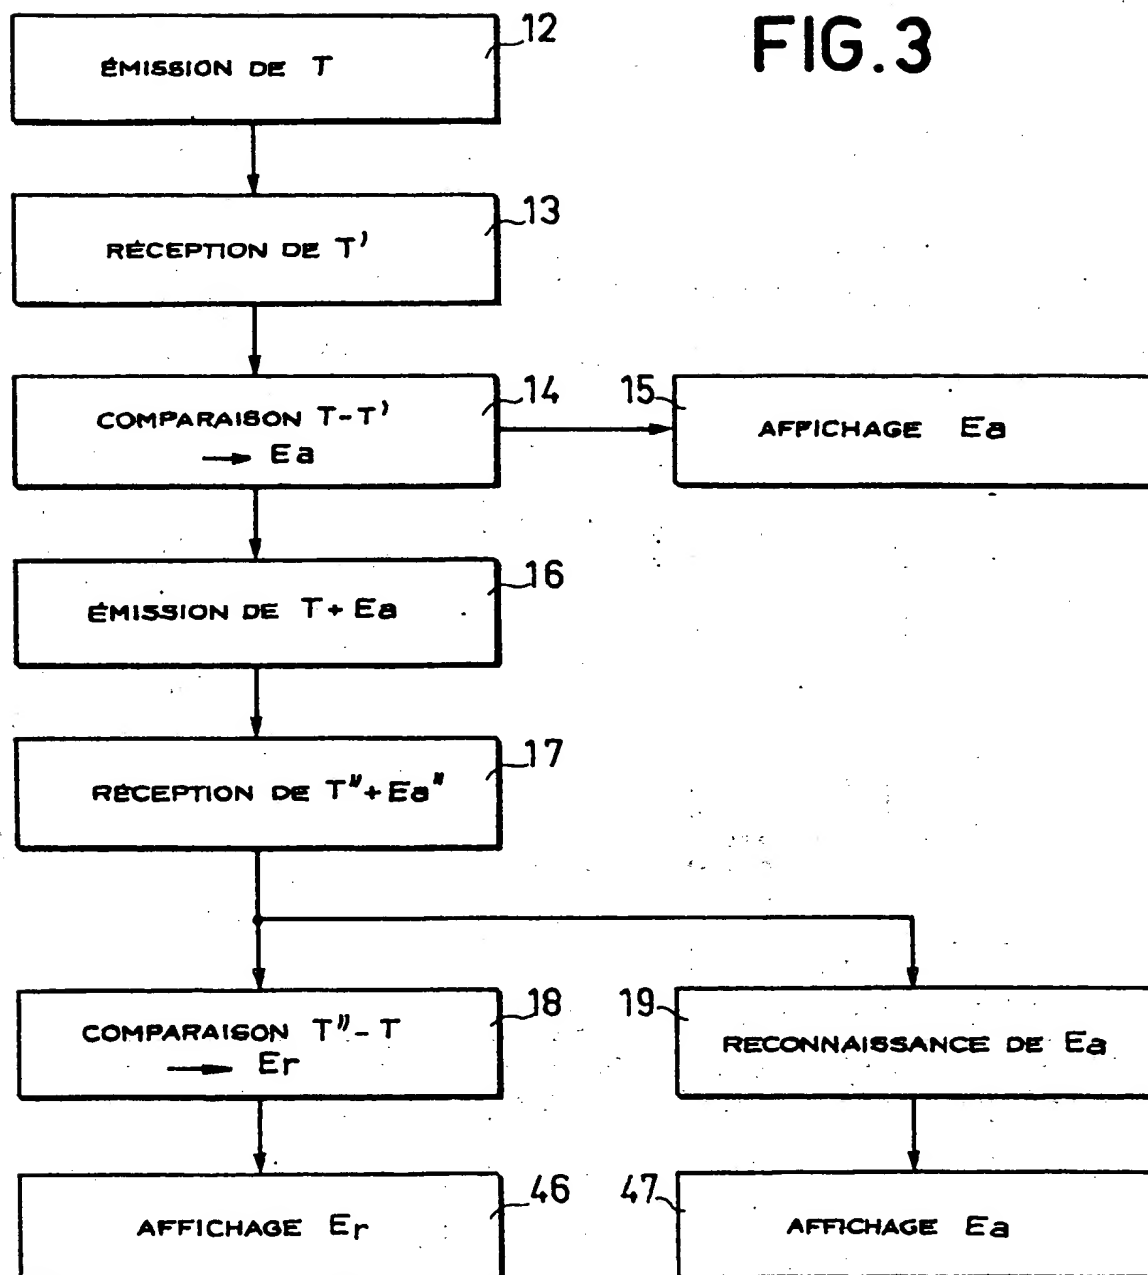 FIG.3
12
ÉMISSION DE T
13
RÉCEPTION DE T'
14
COMPARAISON T-T'
→ Ea
15
AFFICHAGE Ea
16
ÉMISSION DE T+Ea
17
RÉCEPTION DE T"+Ea"
18
COMPARAISON T"-T
→ Er
19
RECONNAISSANCE DE Ea
46
AFFICHAGE Er
47
AFFICHAGE Ea